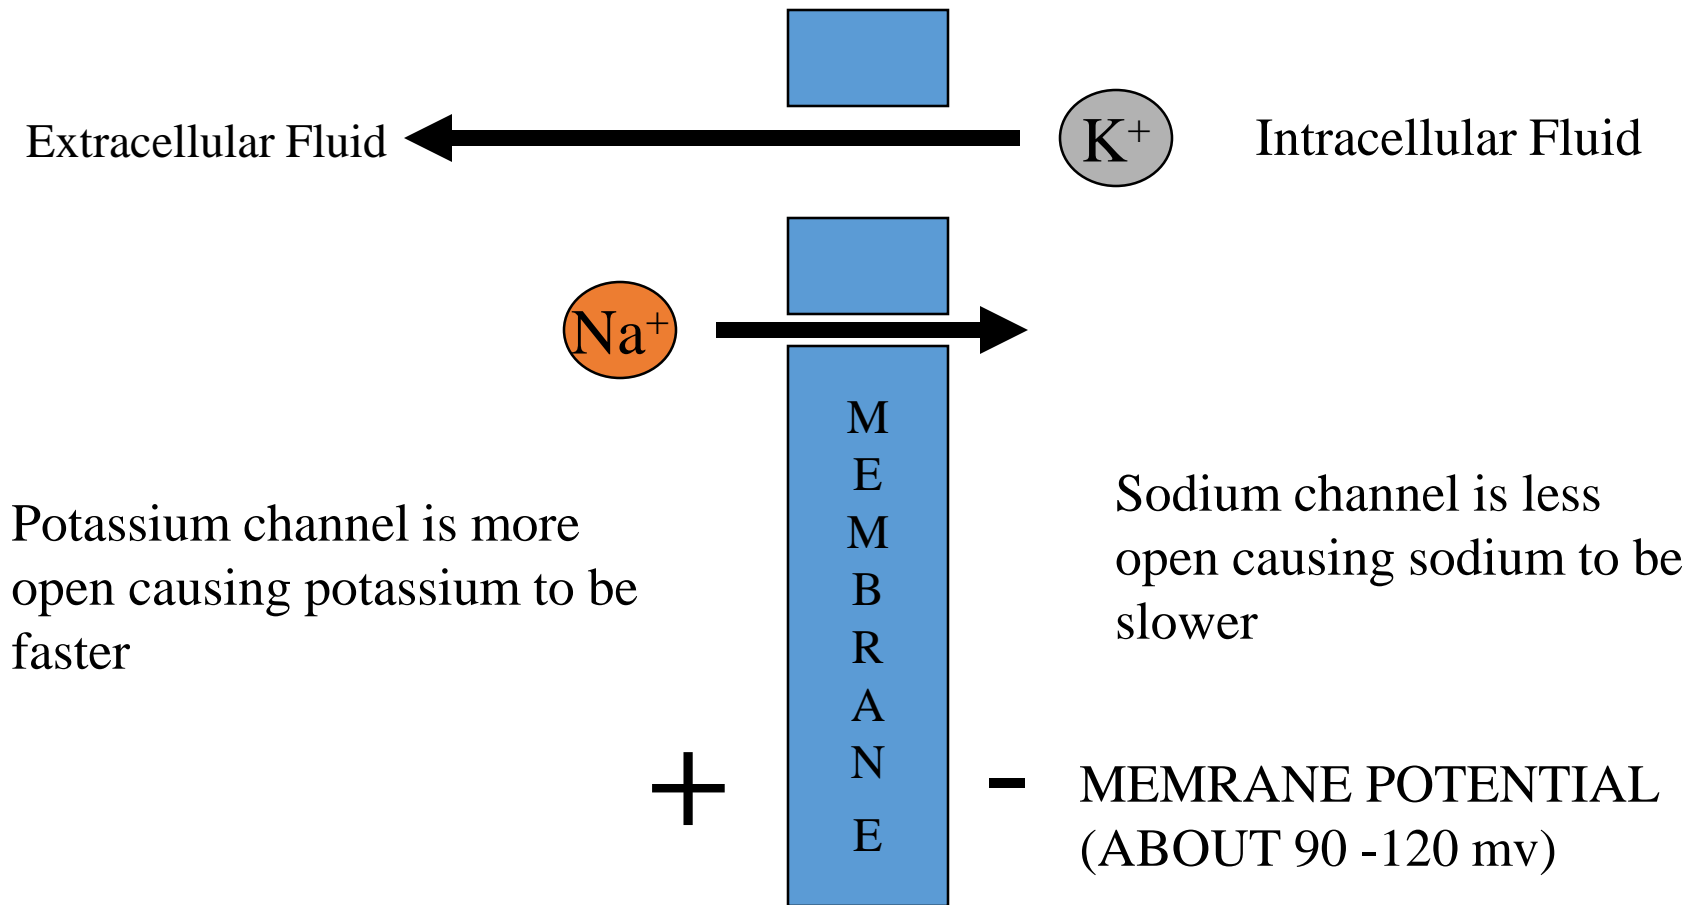 Extracellular Fluid
K⁺
Intracellular Fluid
Na⁺
M
E
M
B
R
A
N
E
Potassium channel is more
open causing potassium to be
faster
Sodium channel is less
open causing sodium to be
slower
+
-
MEMRANE POTENTIAL
(ABOUT 90 -120 mv)